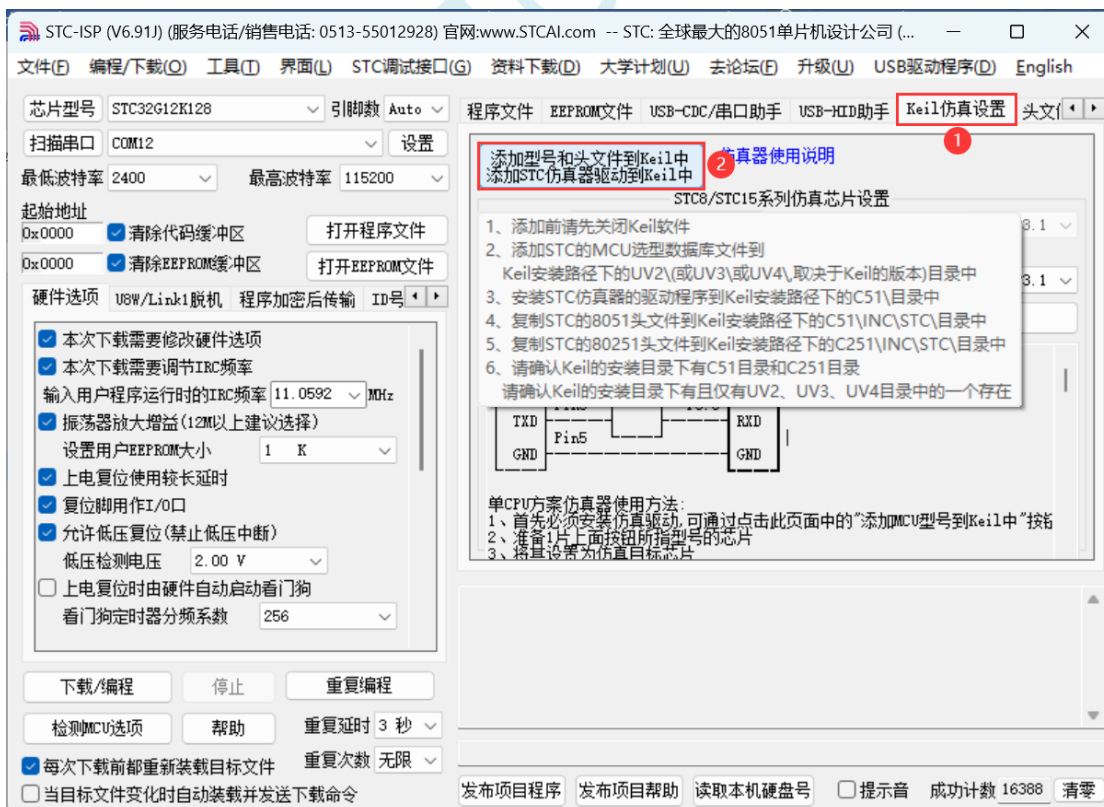 STC-ISP (V6.91J) (服务电话/销售电话: 0513-55012928) 官网:www.STCAI.com -- STC: 全球最大的8051单片机设计公司 (...
文件(F) 编程/下载(O) 工具(T) 界面(L) STC调试接口(G) 资料下载(D) 大学计划(U) 去论坛(F) 升级(U) USB驱动程序(D) English
芯片型号 STC32G12K128 引脚数 Auto
扫描串口 COM12 设置
最低波特率 2400 最高波特率 115200
起始地址
0x0000 清除代码缓冲区 打开程序文件
0x0000 清除EEPROM缓冲区 打开EEPROM文件
硬件选项 U8W/Link1脱机 程序加密后传输 ID号
本次下载需要修改硬件选项
本次下载需要调节IRC频率
输入用户程序运行时的IRC频率 11.0592 MHz
振荡器放大增益(12M以上建议选择)
设置用户EEPROM大小 1 K
上电复位使用较长延时
复位脚用作I/O口
允许低压复位(禁止低压中断)
低压检测电压 2.00 V
上电复位时由硬件自动启动看门狗
看门狗定时器分频系数 256
下载/编程 停止 重复编程
检测MCU选项 帮助 重复延时 3 秒
重复次数 无限
每次下载前都重新装载目标文件
当目标文件变化时自动装载并发送下载命令
程序文件 EEPROM文件 USB-CDC/串口助手 USB-HID助手 Keil仿真设置 头文
1
添加型号和头文件到Keil中
添加STC仿真器驱动到Keil中
2
仿真器使用说明
STC8/STC15系列仿真芯片设置
3.1
3.1
1、添加前请先关闭Keil软件
2、添加STC的MCU选型数据库文件到
Keil安装路径下的UV2\(或UV3\或UV4\,取决于Keil的版本)目录中
3、安装STC仿真器的驱动程序到Keil安装路径下的C51\目录中
4、复制STC的8051头文件到Keil安装路径下的C51\INC\STC\目录中
5、复制STC的80251头文件到Keil安装路径下的C251\INC\STC\目录中
6、请确认Keil的安装目录下有C51目录和C251目录
请确认Keil的安装目录下有且仅有UV2、UV3、UV4目录中的一个存在
TXD RXD
Pin5
GND GND
单CPU方案仿真器使用方法:
1、首先必须安装仿真驱动,可通过点击此页面中的"添加MCU型号到Keil中"按钮
2、准备1片上面按钮所指型号的芯片
3、将其设置为仿真目标芯片
发布项目程序 发布项目帮助 读取本机硬盘号 提示音 成功计数 16388 清零